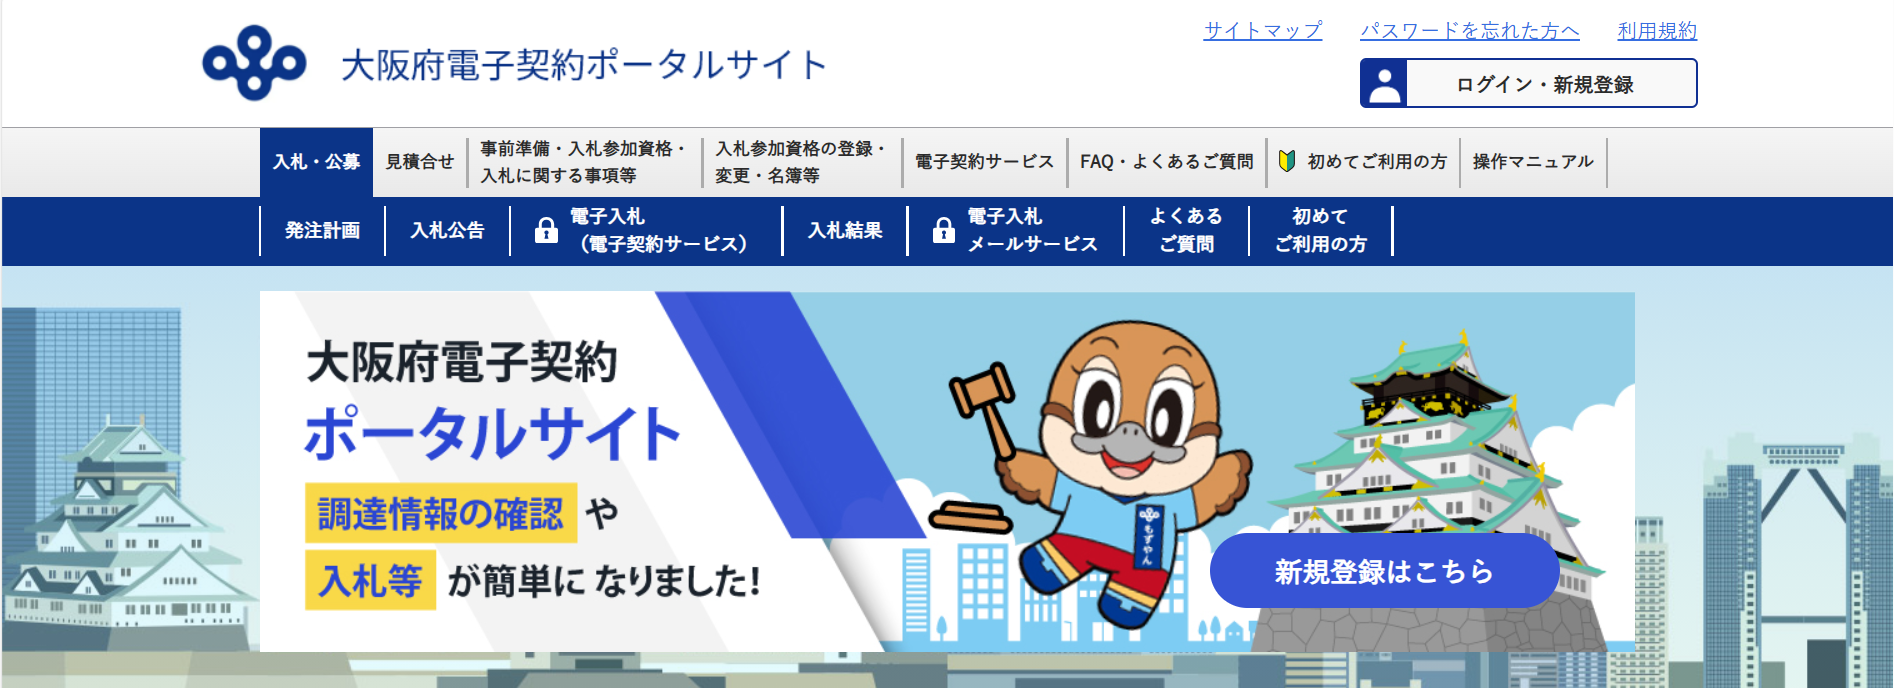 大阪府電子契約ポータルサイト
サイトマップ
パスワードを忘れた方へ
利用規約
ログイン・新規登録
入札・公募
見積合せ
事前準備・入札参加資格・
入札に関する事項等
入札参加資格の登録・
変更・名簿等
電子契約サービス
FAQ・よくあるご質問
初めてご利用の方
操作マニュアル
発注計画
入札公告
電子入札
（電子契約サービス）
入札結果
電子入札
メールサービス
よくある
ご質問
初めて
ご利用の方
大阪府電子契約
ポータルサイト
調達情報の確認 や
入札等 が簡単に なりました!
もずやん
新規登録はこちら